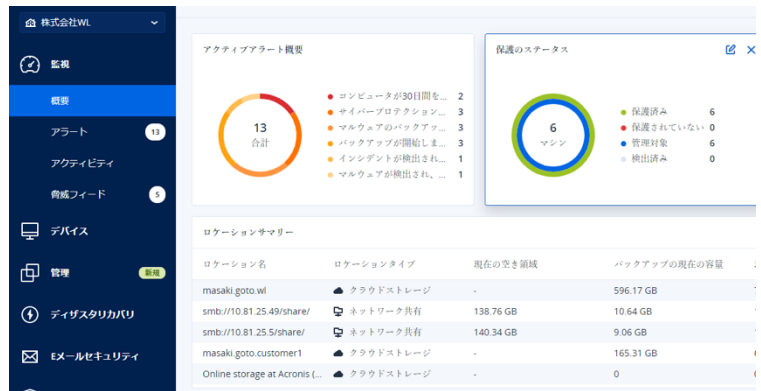 株式会社WL
監視
概要
アラート 13
アクティビティ
脅威フィード 5
デバイス
管理 新規
ディザスタリカバリ
Eメールセキュリティ
アクティブアラート概要
13
合計
コンピュータが30日間を... 2
サイバープロテクション... 3
マルウェアのバックアッ... 3
バックアップが開始しま... 3
インシデントが検出され... 1
マルウェアが検出され、... 1
保護のステータス
6
マシン
保護済み 6
保護されていない 0
管理対象 6
検出済み 0
ロケーションサマリー
ロケーション名 ロケーションタイプ 現在の空き領域 バックアップの現在の容量
masaki.goto.wl クラウドストレージ - 596.17 GB
smb://10.81.25.49/share/ ネットワーク共有 138.76 GB 10.64 GB
smb://10.81.25.5/share/ ネットワーク共有 140.34 GB 9.06 GB
masaki.goto.customer1 クラウドストレージ - 165.31 GB
Online storage at Acronis (... クラウドストレージ - 0